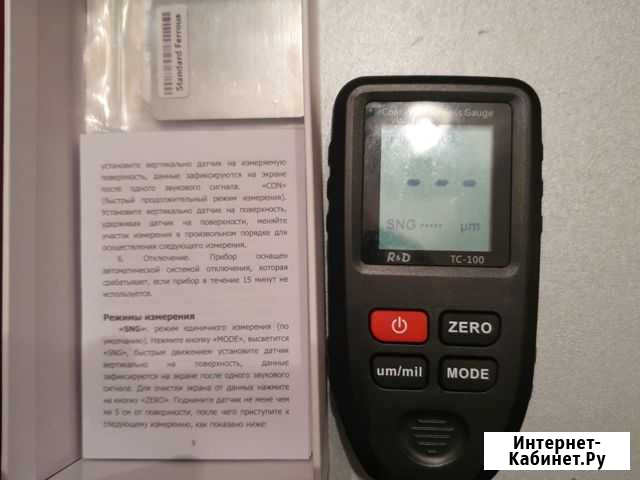 Standard Ferrous
установите вертикально датчик на измеряемую
поверхность, данные зафиксируются на экране
после одного звукового сигнала. «CON»
(быстрый продолжительный режим измерения).
Установите вертикально датчик на поверхность,
удерживая датчик на поверхности, меняйте
участок измерения в произвольном порядке для
осуществления следующего измерения.
6. Отключение. Прибор оснащен
автоматической системой отключения, которая
срабатывает, если прибор в течение 15 минут не
используется.
Режимы измерения
«SNG». режим единичного измерения (по
умолчанию). Нажмите кнопку «MODE», высветится
«SNG», быстрым движением установите датчик
вертикально на поверхность, данные
зафиксируются на экране после одного звукового
сигнала. Для очистки экрана от данных нажмите
на кнопку «ZERO». Поднимите датчик не менее чем
на 5 см от поверхности, после чего приступите к
следующему измерению, как показано ниже:
Gauge
- - -
SNG ----- µm
R&D TC-100
ZERO
um/mil MODE
Интернет-
Кабинет.Ру